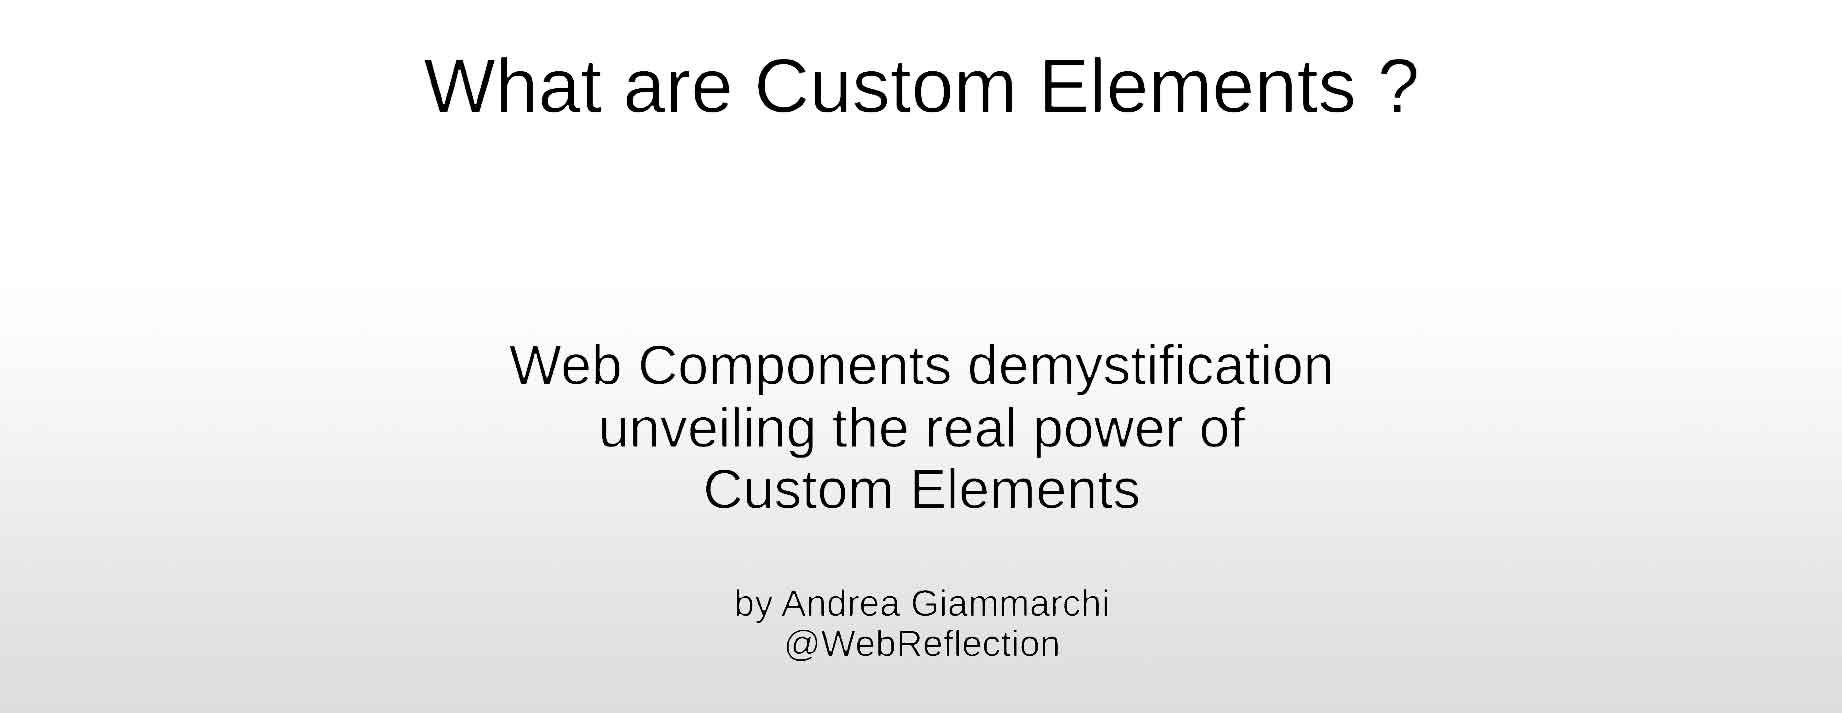 What are Custom Elements ?
Web Components demystification
unveiling the real power of
Custom Elements
by Andrea Giammarchi
@WebReflection